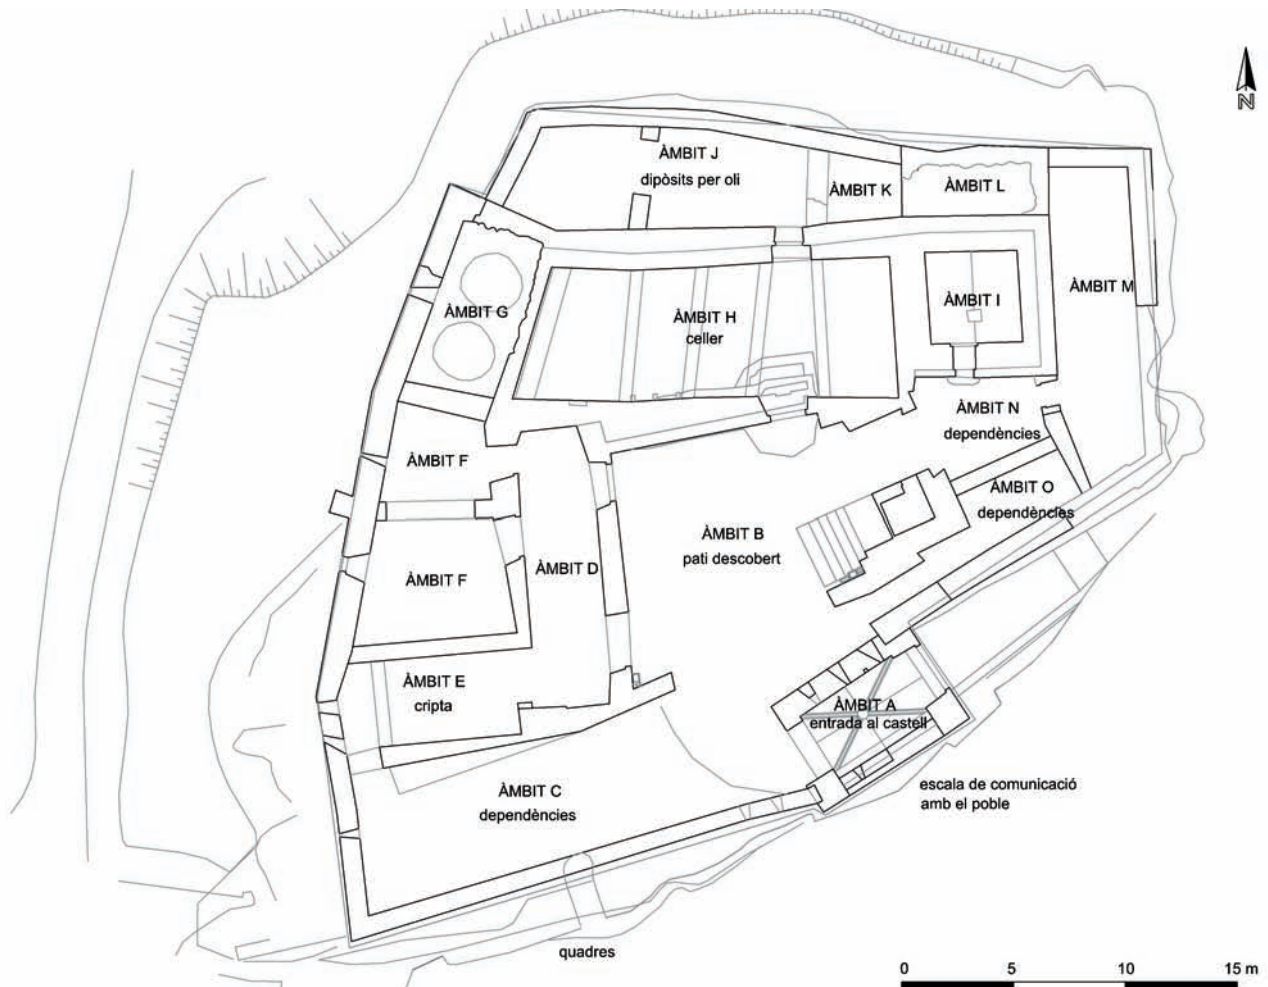 N
ÀMBIT J
dipòsits per oli
ÀMBIT K
ÀMBIT L
ÀMBIT M
ÀMBIT G
ÀMBIT H
celler
ÀMBIT I
ÀMBIT N
dependències
ÀMBIT F
ÀMBIT O
dependències
ÀMBIT B
pati descobert
ÀMBIT F
ÀMBIT D
ÀMBIT E
cripta
ÀMBIT A
entrada al castell
ÀMBIT C
dependències
escala de comunicació
amb el poble
quadres
0 5 10 15 m